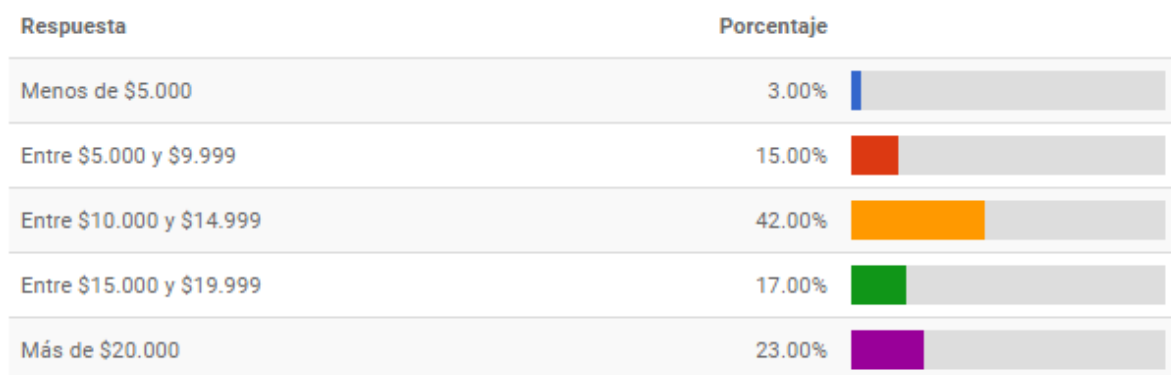 Respuesta Porcentaje
Menos de $5.000 3.00%
Entre $5.000 y $9.999 15.00%
Entre $10.000 y $14.999 42.00%
Entre $15.000 y $19.999 17.00%
Más de $20.000 23.00%